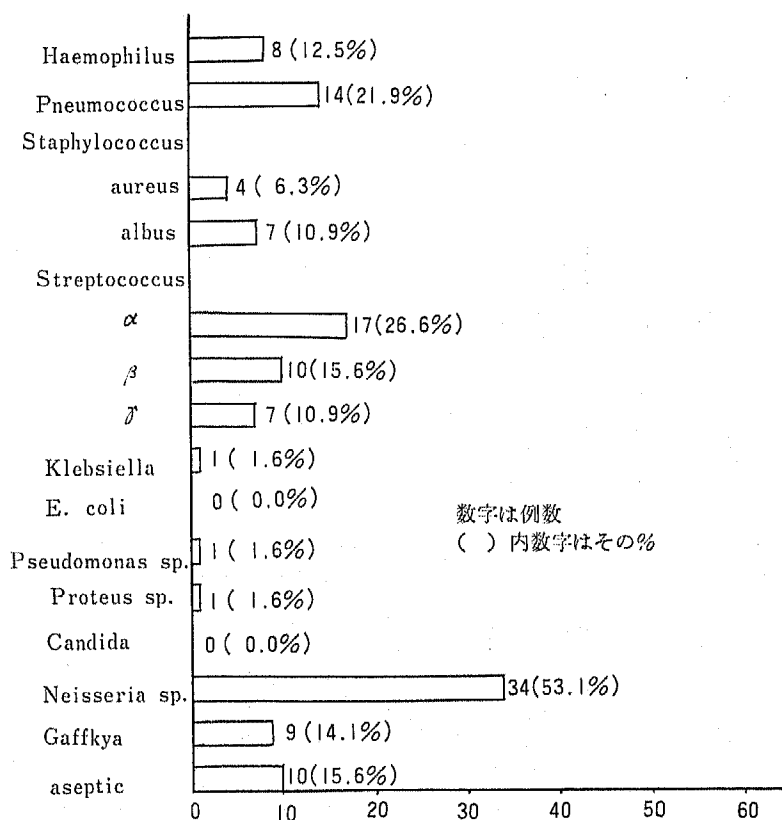 Haemophilus 8 (12.5%)
Pneumococcus 14(21.9%)
Staphylococcus
aureus 4 ( 6.3%)
albus 7 (10.9%)
Streptococcus
α 17(26.6%)
β 10(15.6%)
γ 7 (10.9%)
Klebsiella 1 ( 1.6%)
E. coli 0 ( 0.0%)
数字は例数
( ) 内数字はその%
Pseudomonas sp. 1 ( 1.6%)
Proteus sp. 1 ( 1.6%)
Candida 0 ( 0.0%)
Neisseria sp. 34(53.1%)
Gaffkya 9 (14.1%)
aseptic 10(15.6%)
0 10 20 30 40 50 60